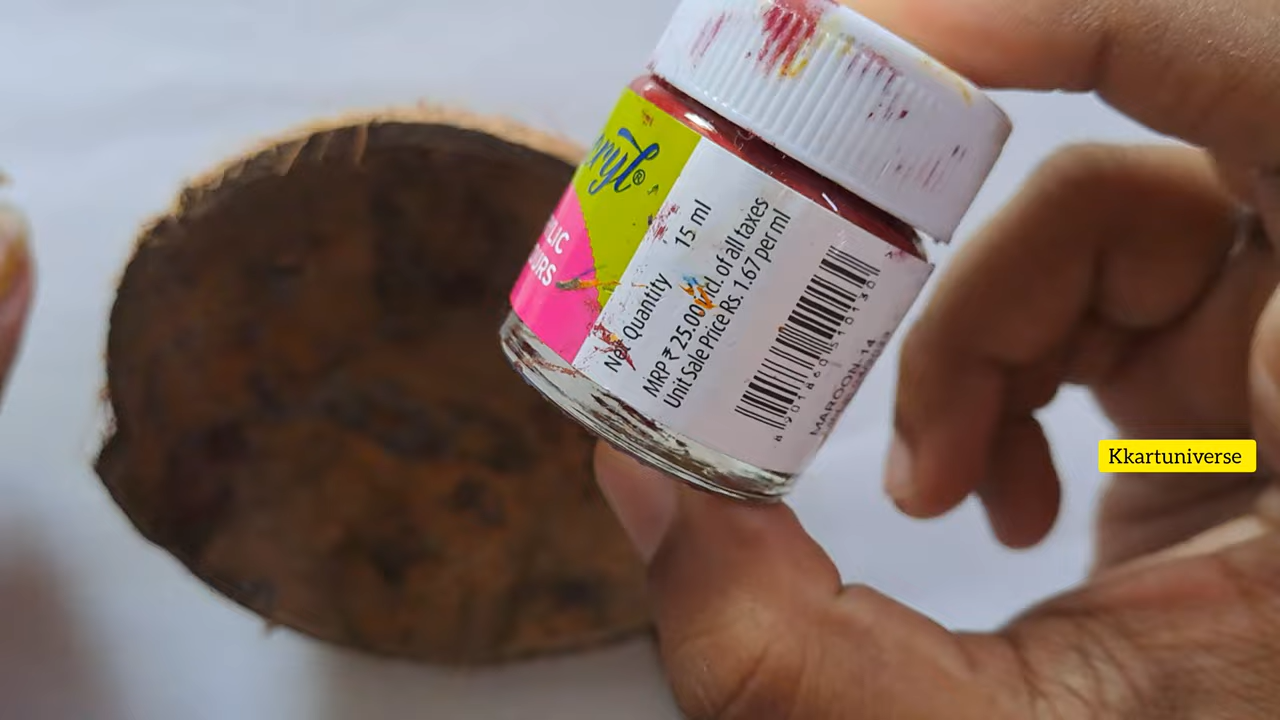 ryl®
LIC
OURS
Net Quantity 15 ml
MRP ₹ 25.00 incl. of all taxes
Unit Sale Price Rs. 1.67 per ml
MAROON-14
Kkartuniverse